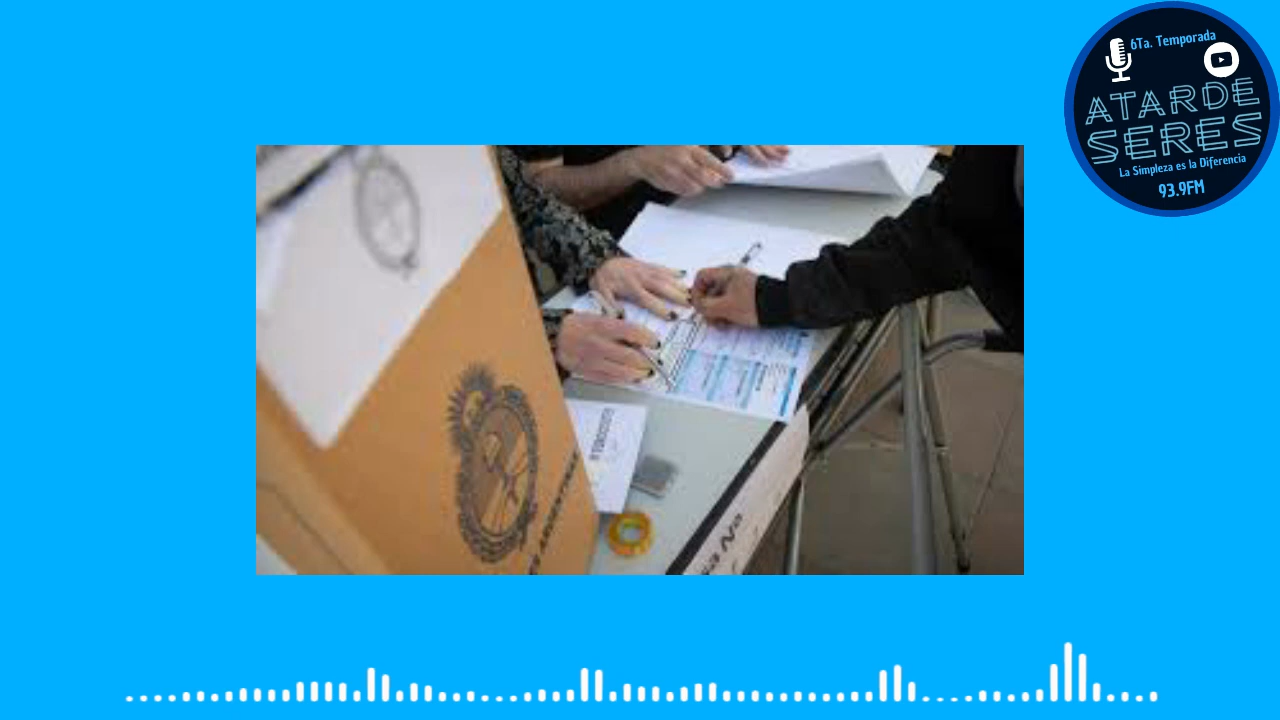 6Ta. Temporada
ATARDE
SERES
La Simpleza es la Diferencia
93.9FM